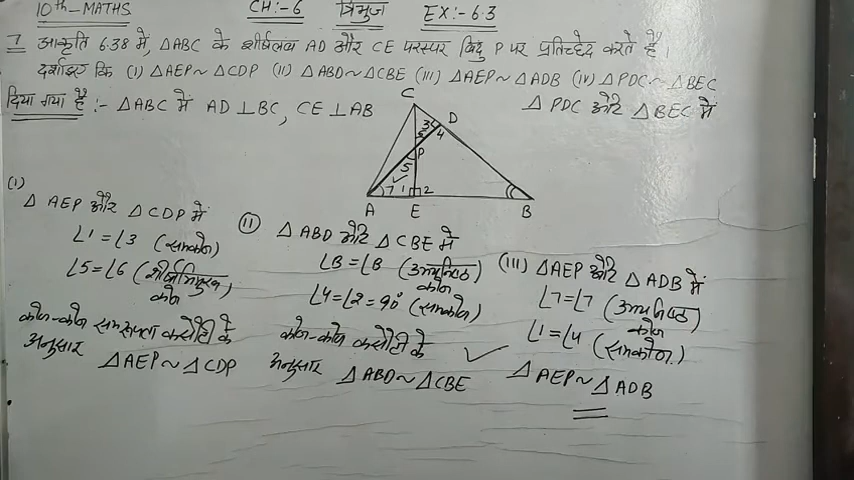 10th-MATHS CH:-6 त्रिभुज EX:-6.3
7 आकृति 6.38 में, △ABC के शीर्षलंब AD और CE परस्पर बिंदु P पर प्रतिच्छेद करते हैं।
दर्शाइए कि (i) △AEP ~ △CDP (ii) △ABD ~ △CBE (iii) △AEP ~ △ADB (iv) △PDC ~ △BEC
दिया गया है :- △ABC में AD ⊥ BC, CE ⊥ AB
△ PDC और △ BEC में
C
3 D
6 4
P
5
7 1 2
A E B
(i)
△ AEP और △ CDP में
∠1 = ∠3 (समकोण)
∠5 = ∠6 (शीर्षाभिमुख
कोण)
कोण-कोण समरूपता कसौटी के
अनुसार △AEP ~ △CDP
(ii) △ ABD और △ CBE में
∠B = ∠B (उभयनिष्ठ)
कोण
∠4 = ∠2 = 90° (समकोण)
कोण-कोण कसौटी के
अनुसार △ABD ~ △CBE
(iii) △AEP और △ ADB में
∠7 = ∠7 (उभयनिष्ठ)
कोण
∠1 = ∠4 (समकोण.)
△ AEP ~ △ ADB